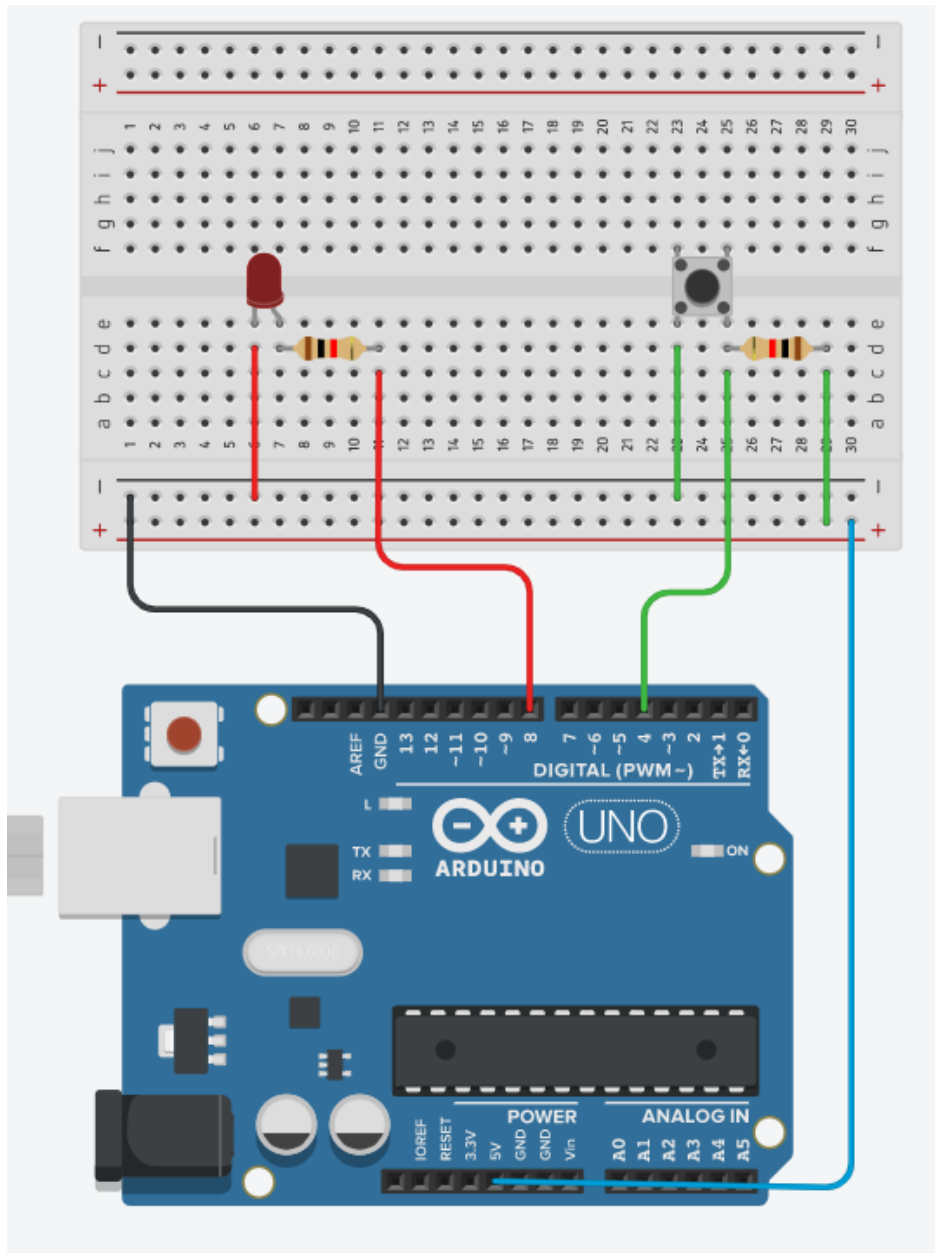 − −
+ +
1 2 3 4 5 6 7 8 9 10 11 12 13 14 15 16 17 18 19 20 21 22 23 24 25 26 27 28 29 30
j j
i i
h h
g g
f f
e e
d d
c c
b b
a a
1 2 3 4 5 6 7 8 9 10 11 12 13 14 15 16 17 18 19 20 21 22 24 26 27 28 30
− −
+ +
AREF GND 13 12 ~11 ~10 ~9 8 7 ~6 ~5 4 ~3 2 TX→1 RX←0
DIGITAL (PWM ~)
L
UNO
TX
RX
ON
ARDUINO
SPK16.000G
POWER ANALOG IN
IOREF RESET 3.3V 5V GND GND Vin A0 A1 A2 A3 A4 A5